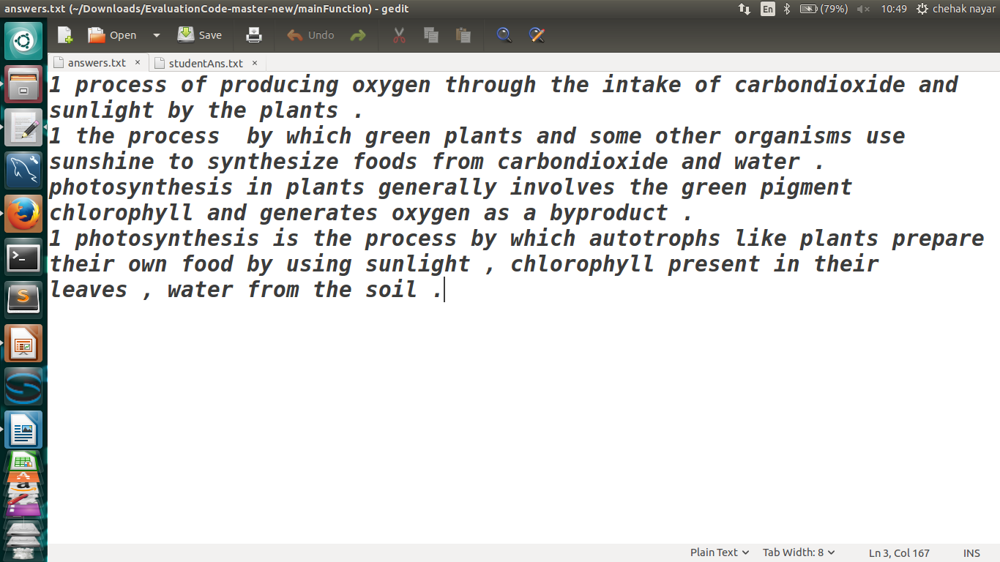 answers.txt (~/Downloads/EvaluationCode-master-new/mainFunction) - gedit
En (79%) 10:49 chehak nayar
Open Save Undo
answers.txt × studentAns.txt ×
1 process of producing oxygen through the intake of carbondioxide and
sunlight by the plants .
1 the process  by which green plants and some other organisms use
sunshine to synthesize foods from carbondioxide and water .
photosynthesis in plants generally involves the green pigment
chlorophyll and generates oxygen as a byproduct .
1 photosynthesis is the process by which autotrophs like plants prepare
their own food by using sunlight , chlorophyll present in their
leaves , water from the soil .
Plain Text Tab Width: 8 Ln 3, Col 167 INS